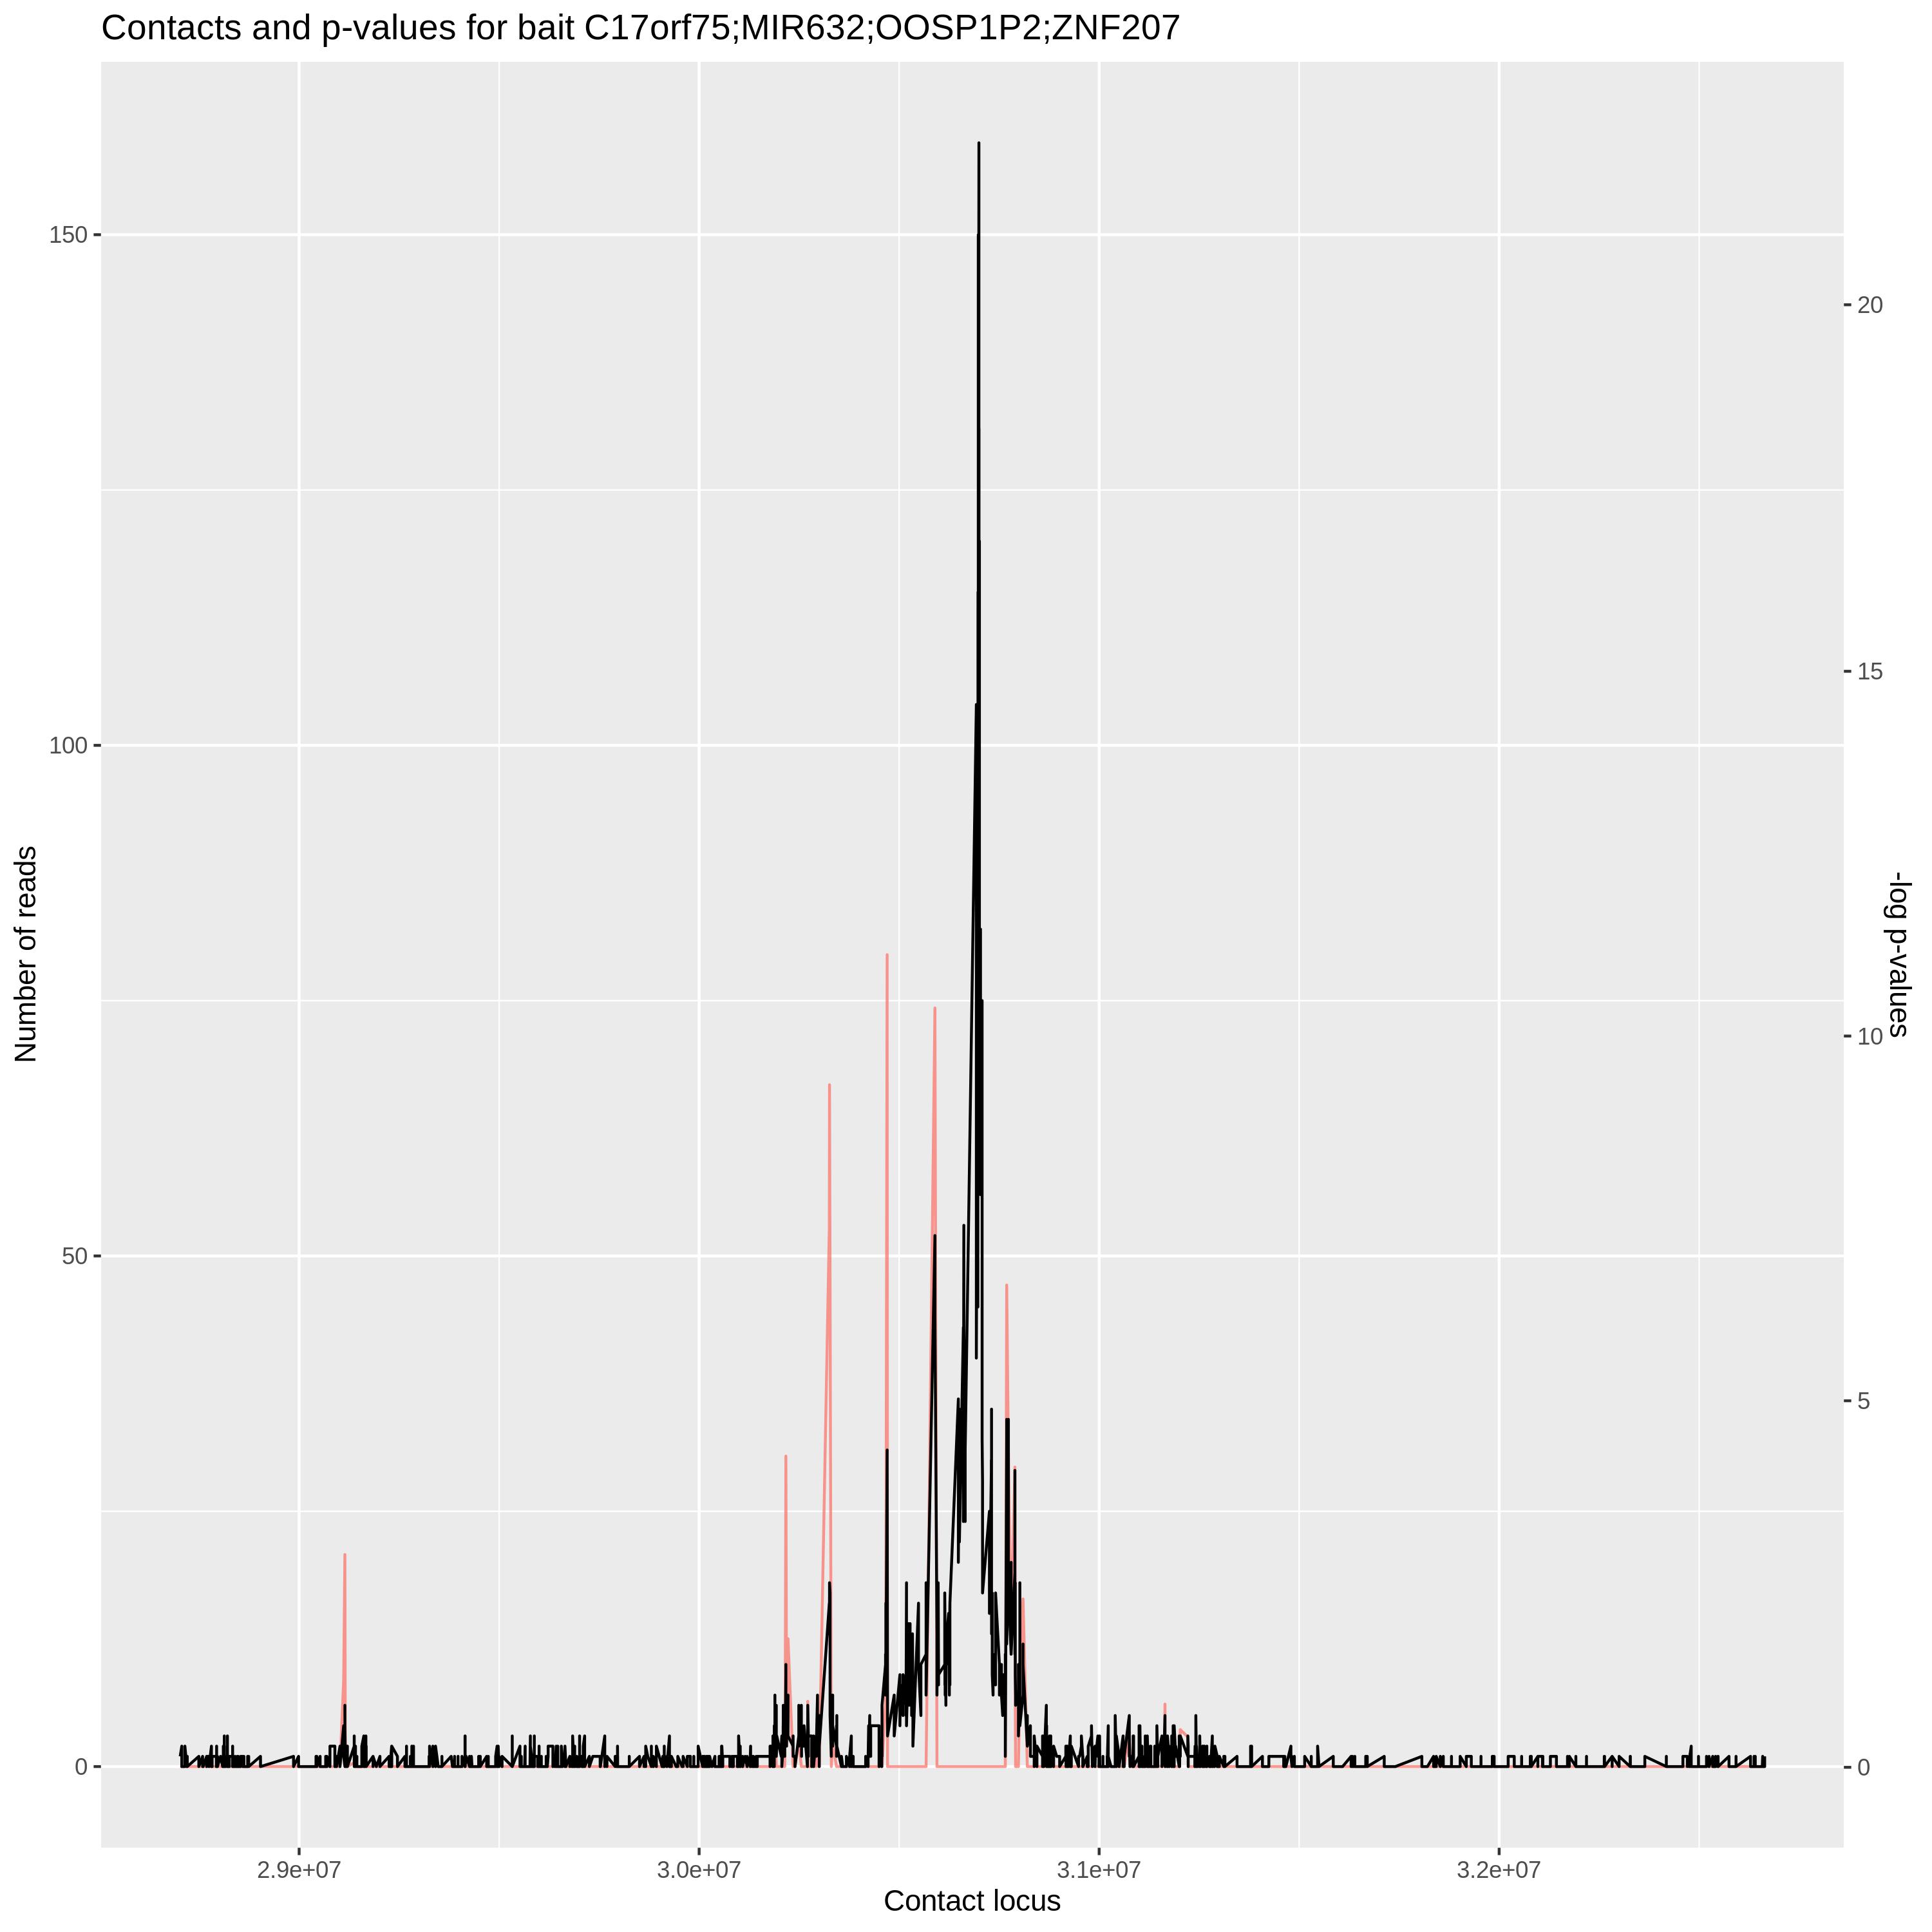 Contacts and p-values for bait C17orf75;MIR632;OOSP1P2;ZNF207
150
100
50
0
Number of reads
20
15
10
5
0
-log p-values
2.9e+07
3.0e+07
3.1e+07
3.2e+07
Contact locus